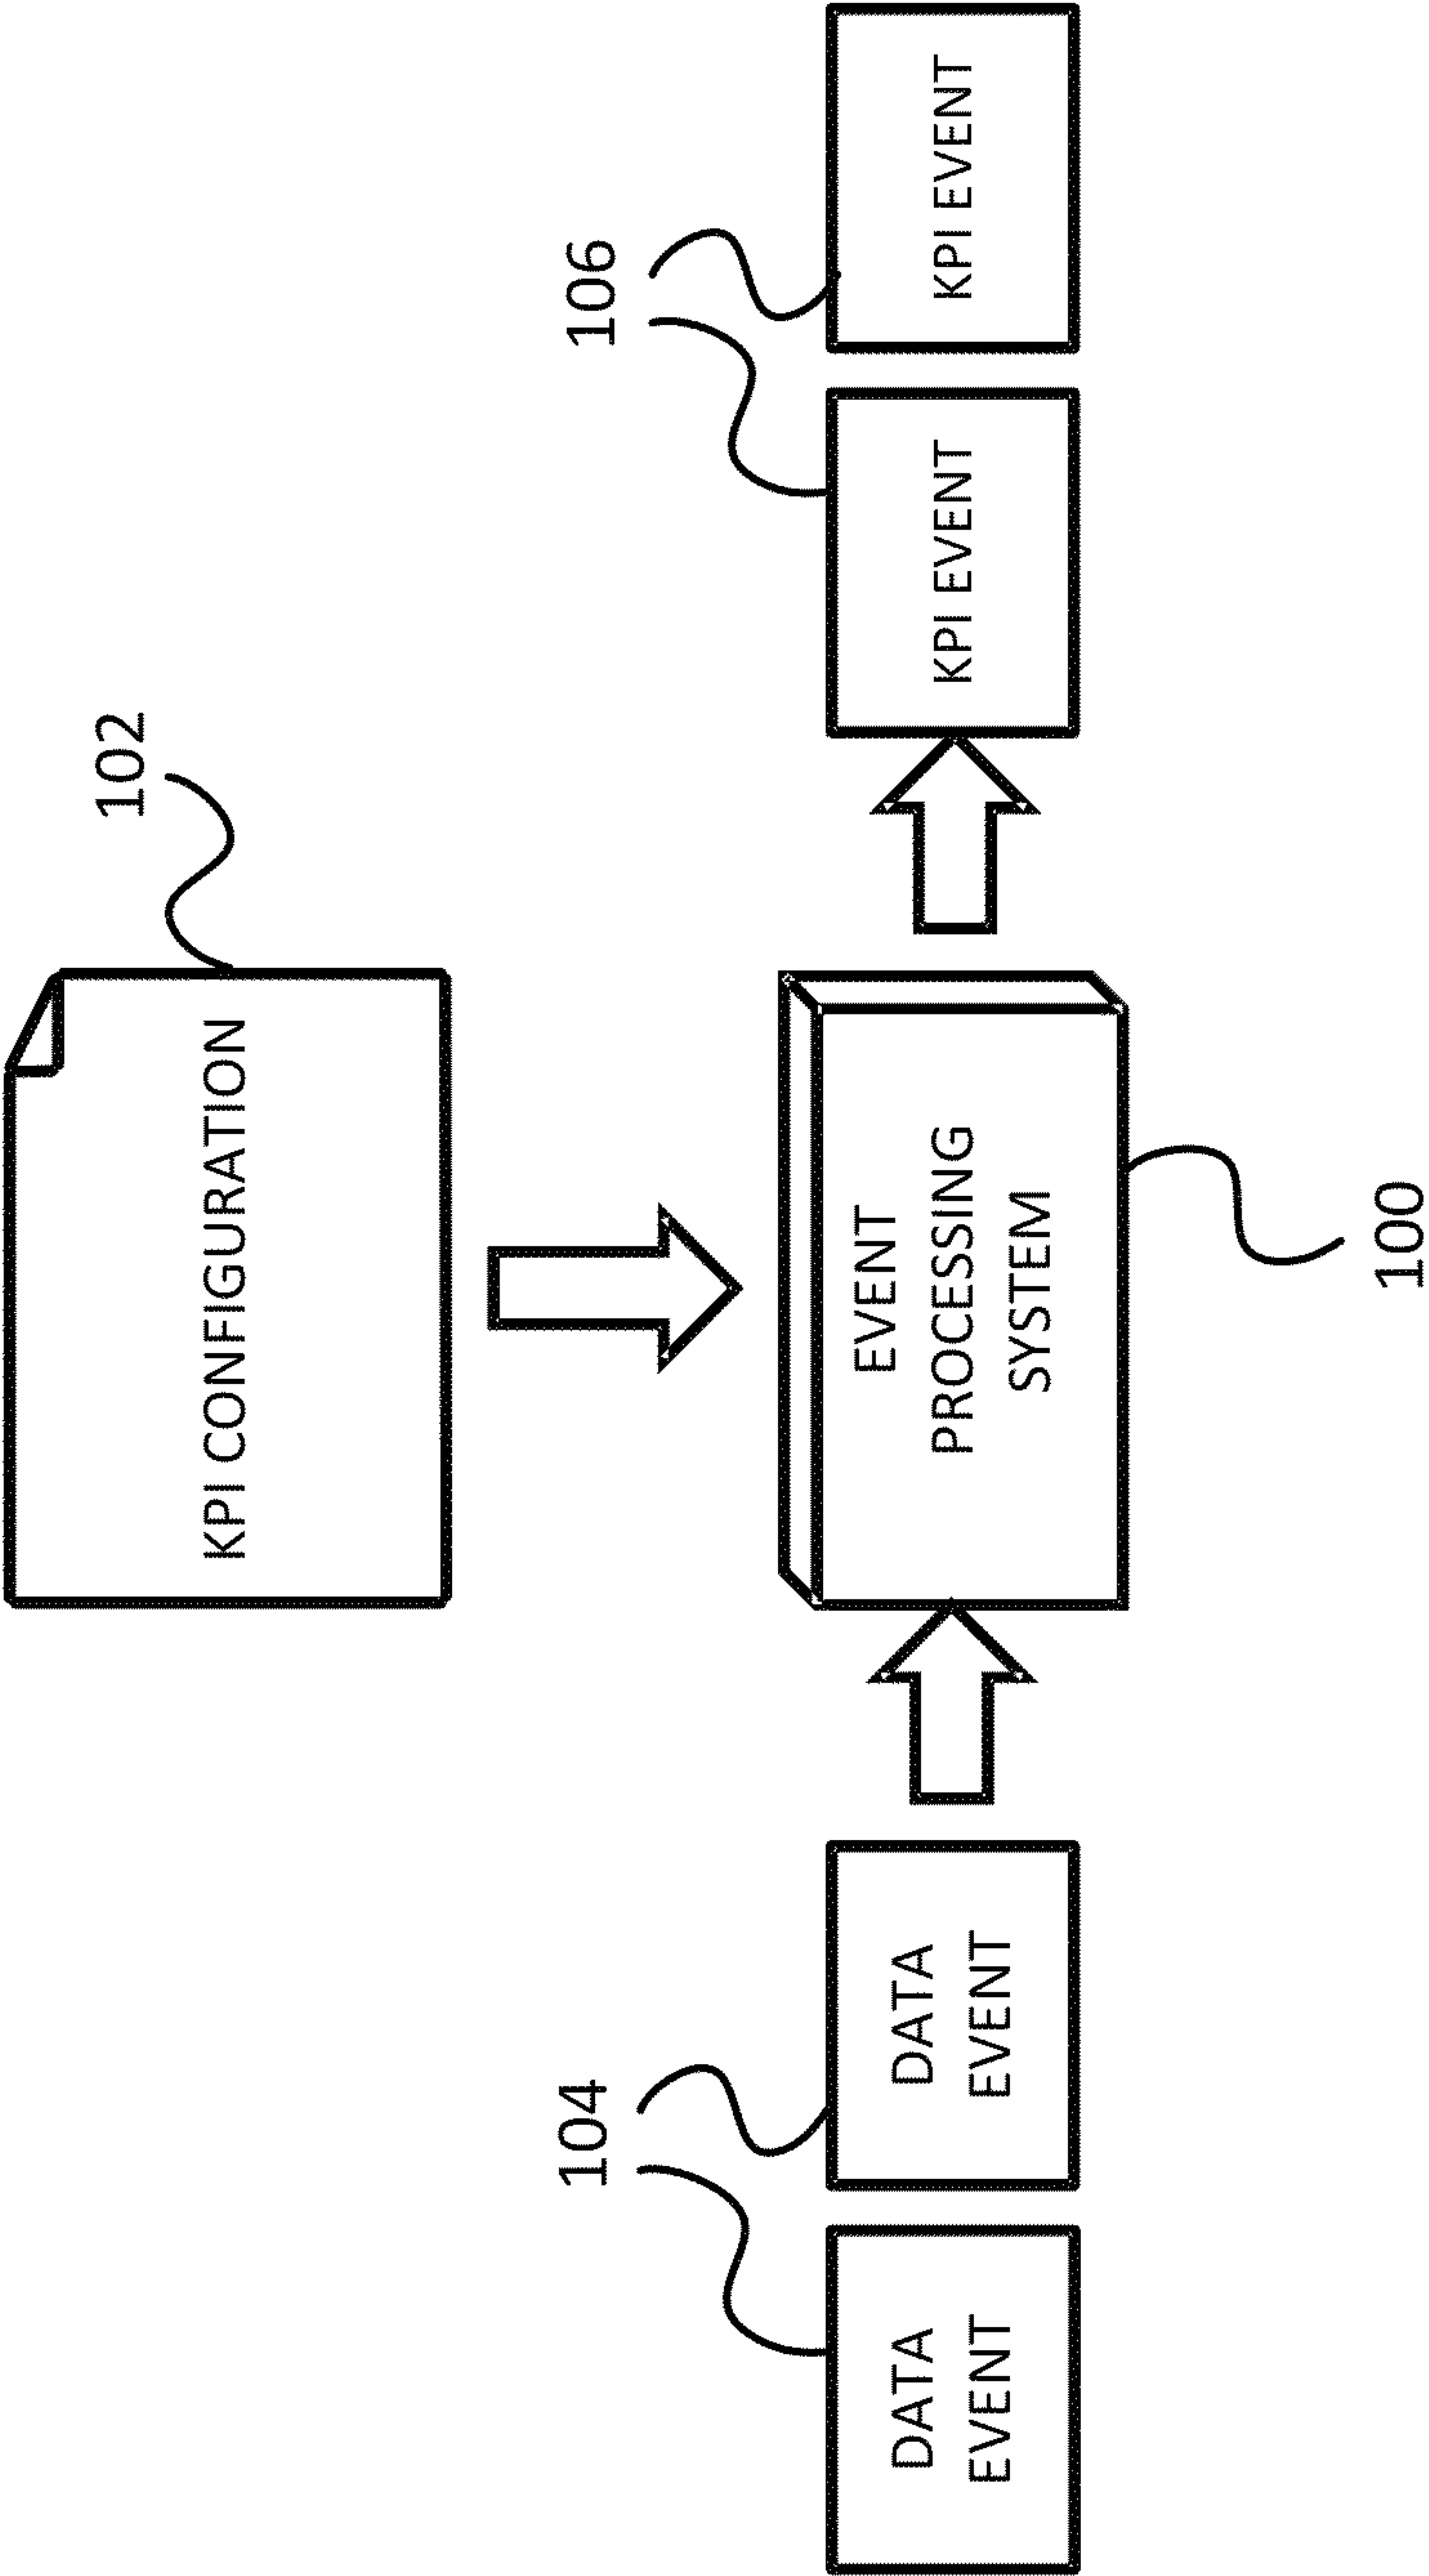 KPI CONFIGURATION
102
104
106
DATA
EVENT
DATA
EVENT
EVENT
PROCESSING
SYSTEM
KPI EVENT
KPI EVENT
100